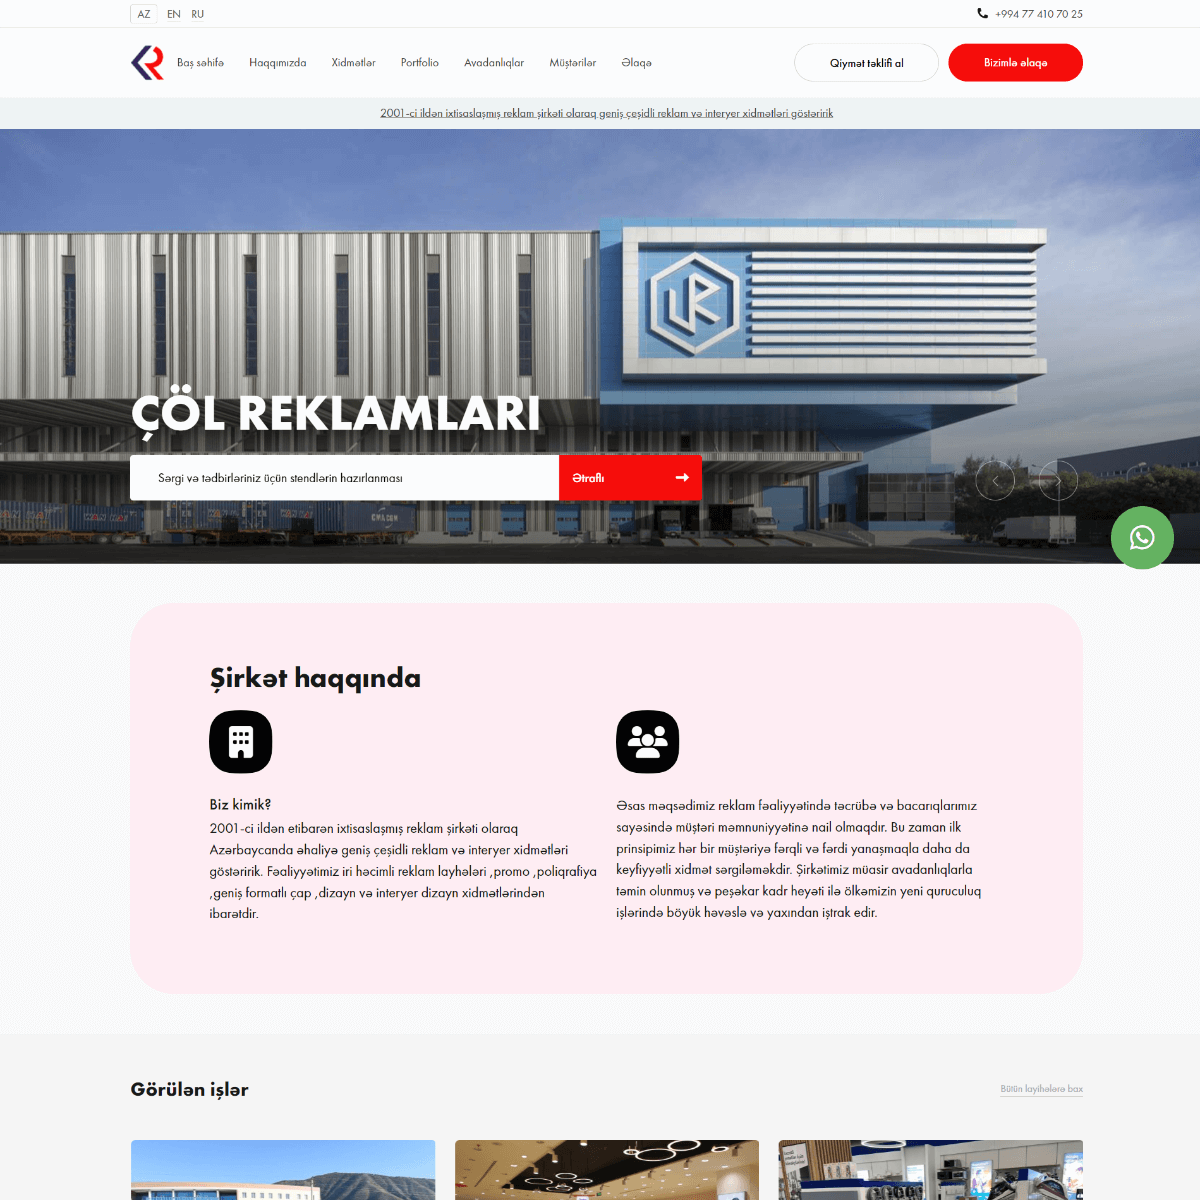 AZ EN RU
+994 77 410 70 25
Baş səhifə Haqqımızda Xidmətlər Portfolio Avadanlıqlar Müştərilər Əlaqə
Qiymət təklifi al
Bizimlə əlaqə
2001-ci ildən ixtisaslaşmış reklam şirkəti olaraq geniş çeşidli reklam və interyer xidmətləri göstəririk
ÇÖL REKLAMLARI
Sərgi və tədbirləriniz üçün stendlərin hazırlanması
Ətraflı
WAN HAI
WAN HAI
Şirkət haqqında
Biz kimik?
2001-ci ildən etibarən ixtisaslaşmış reklam şirkəti olaraq
Azərbaycanda əhaliyə geniş çeşidli reklam və interyer xidmətləri
göstəririk. Fəaliyyətimiz iri həcimli reklam layhələri ,promo ,poliqrafiya
,geniş formatlı çap ,dizayn və interyer dizayn xidmətlərindən
ibarətdir.
Əsas məqsədimiz reklam fəaliyyətində təcrübə və bacarıqlarımız
sayəsində müştəri məmnuniyyətinə nail olmaqdır. Bu zaman ilk
prinsipimiz hər bir müştəriyə fərqli və fərdi yanaşmaqla daha da
keyfiyyətli xidmət sərgiləməkdir. Şirkətimiz müasir avadanlıqlarla
təmin olunmuş və peşəkar kadr heyəti ilə ölkəmizin yeni quruculuq
işlərində böyük həvəslə və yaxından iştrak edir.
Görülən işlər
Bütün layihələrə bax